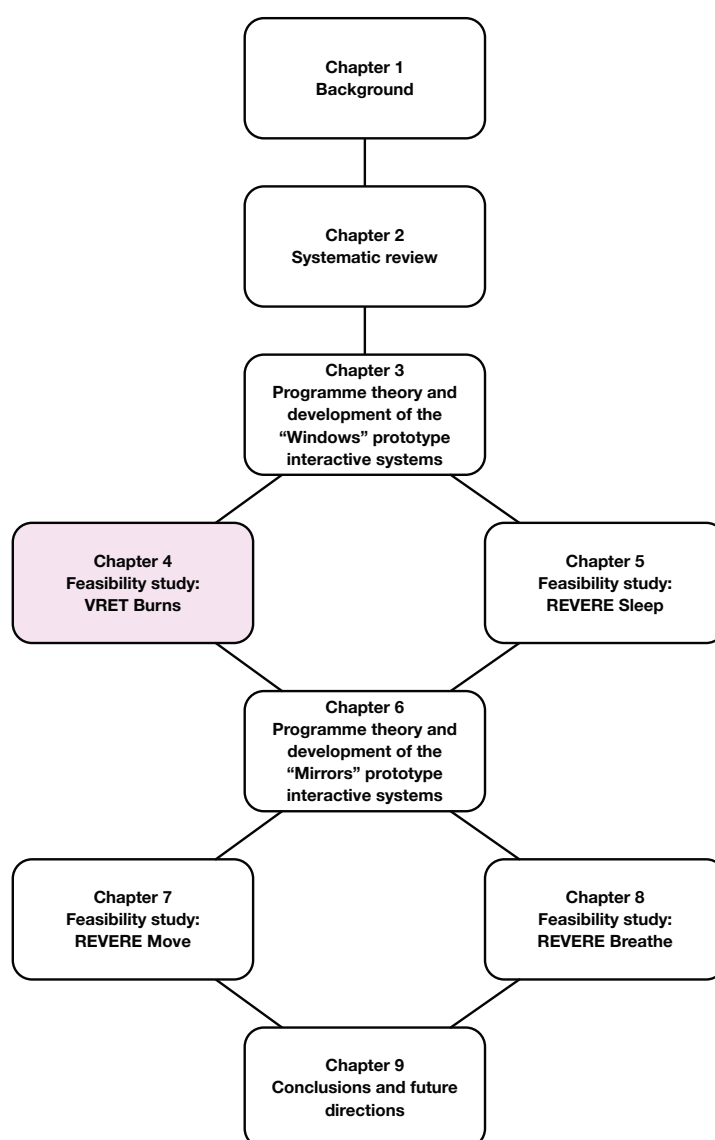 Chapter 1
Background
Chapter 2
Systematic review
Chapter 3
Programme theory and
development of the
“Windows” prototype
interactive systems
Chapter 4
Feasibility study:
VRET Burns
Chapter 5
Feasibility study:
REVERE Sleep
Chapter 6
Programme theory and
development of the
“Mirrors” prototype
interactive systems
Chapter 7
Feasibility study:
REVERE Move
Chapter 8
Feasibility study:
REVERE Breathe
Chapter 9
Conclusions and future
directions